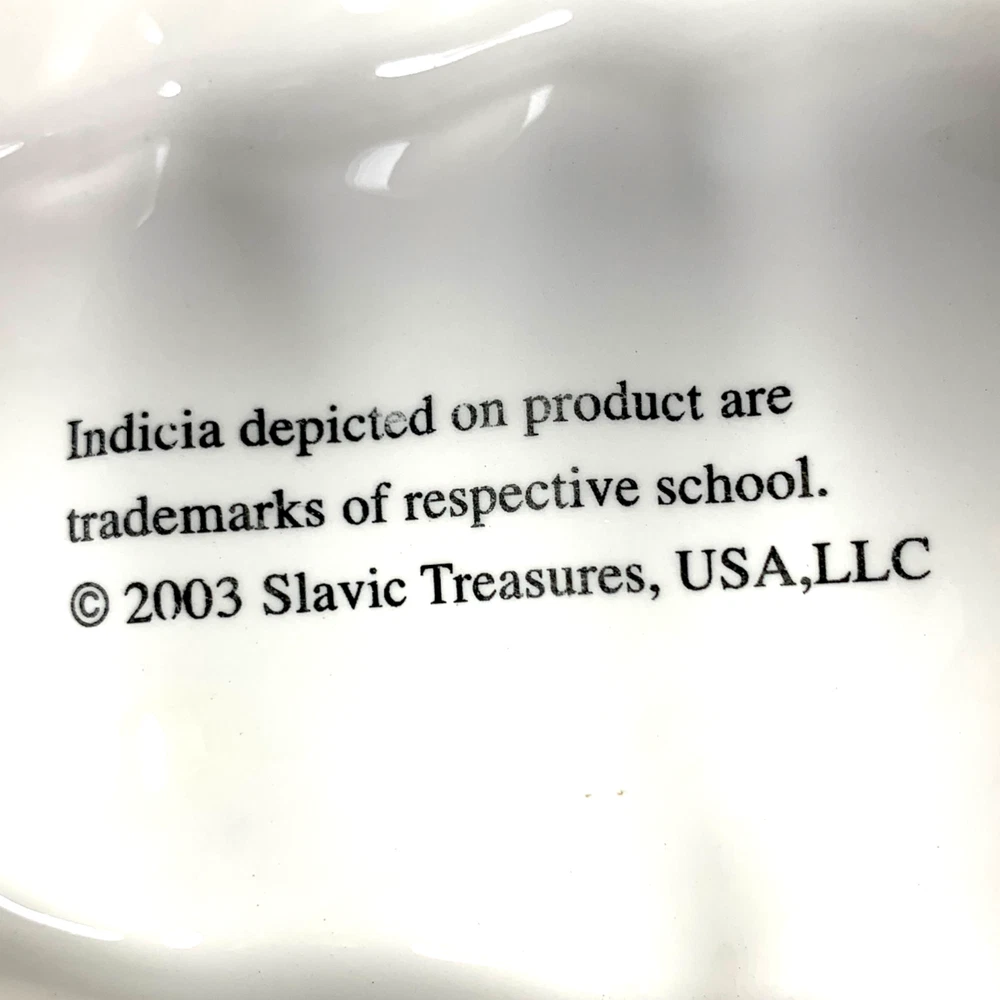 Indicia depicted on product are
trademarks of respective school.
© 2003 Slavic Treasures, USA,LLC